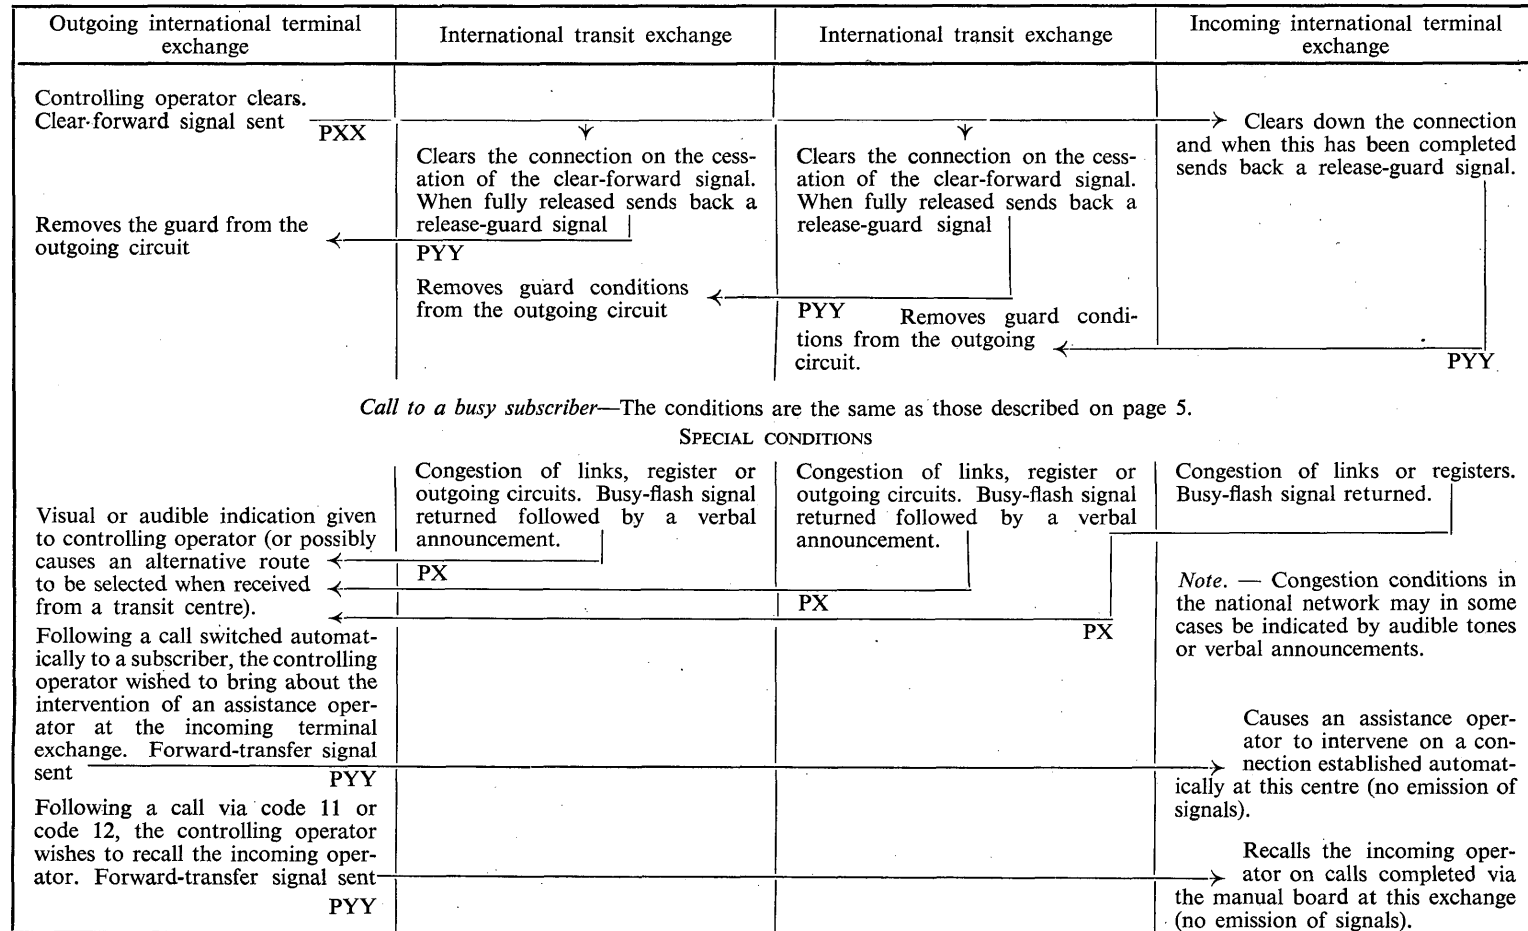 Outgoing international terminal
exchange
International transit exchange
International transit exchange
Incoming international terminal
exchange
Controlling operator clears.
Clear-forward signal sent
PXX
Clears the connection on the cess-
ation of the clear-forward signal.
When fully released sends back a
release-guard signal
PYY
Clears the connection on the cess-
ation of the clear-forward signal.
When fully released sends back a
release-guard signal
Clears down the connection
and when this has been completed
sends back a release-guard signal.
Removes the guard from the
outgoing circuit
Removes guard conditions
from the outgoing circuit
PYY Removes guard condi-
tions from the outgoing
circuit.
PYY
Call to a busy subscriber—The conditions are the same as those described on page 5.
SPECIAL CONDITIONS
Congestion of links, register or
outgoing circuits. Busy-flash signal
returned followed by a verbal
announcement.
PX
Congestion of links, register or
outgoing circuits. Busy-flash signal
returned followed by a verbal
announcement.
PX
Congestion of links or registers.
Busy-flash signal returned.
PX
Visual or audible indication given
to controlling operator (or possibly
causes an alternative route
to be selected when received
from a transit centre).
Note. — Congestion conditions in
the national network may in some
cases be indicated by audible tones
or verbal announcements.
Following a call switched automat-
ically to a subscriber, the controlling
operator wished to bring about the
intervention of an assistance oper-
ator at the incoming terminal
exchange. Forward-transfer signal
sent
PYY
Causes an assistance oper-
ator to intervene on a con-
nection established automat-
ically at this centre (no emission of
signals).
Following a call via code 11 or
code 12, the controlling operator
wishes to recall the incoming oper-
ator. Forward-transfer signal sent
PYY
Recalls the incoming oper-
ator on calls completed via
the manual board at this exchange
(no emission of signals).